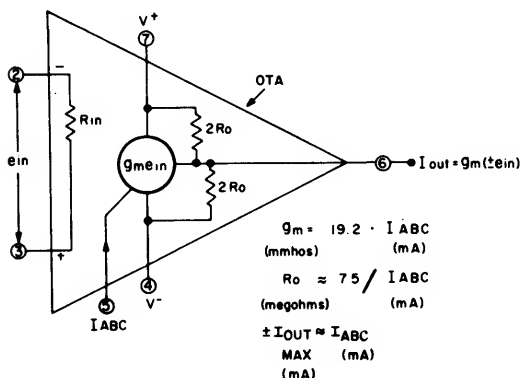 V+
⑦
OTA
②
−
Rin
2Ro
ein
gmein
⑥
Iout = gm(±ein)
2Ro
gm = 19.2 · IABC
(mmhos) (mA)
③
+
Ro ≈ 75 / IABC
(megohms) (mA)
⑤
④
IABC
V−
±IOUT ≈ IABC
MAX (mA)
(mA)